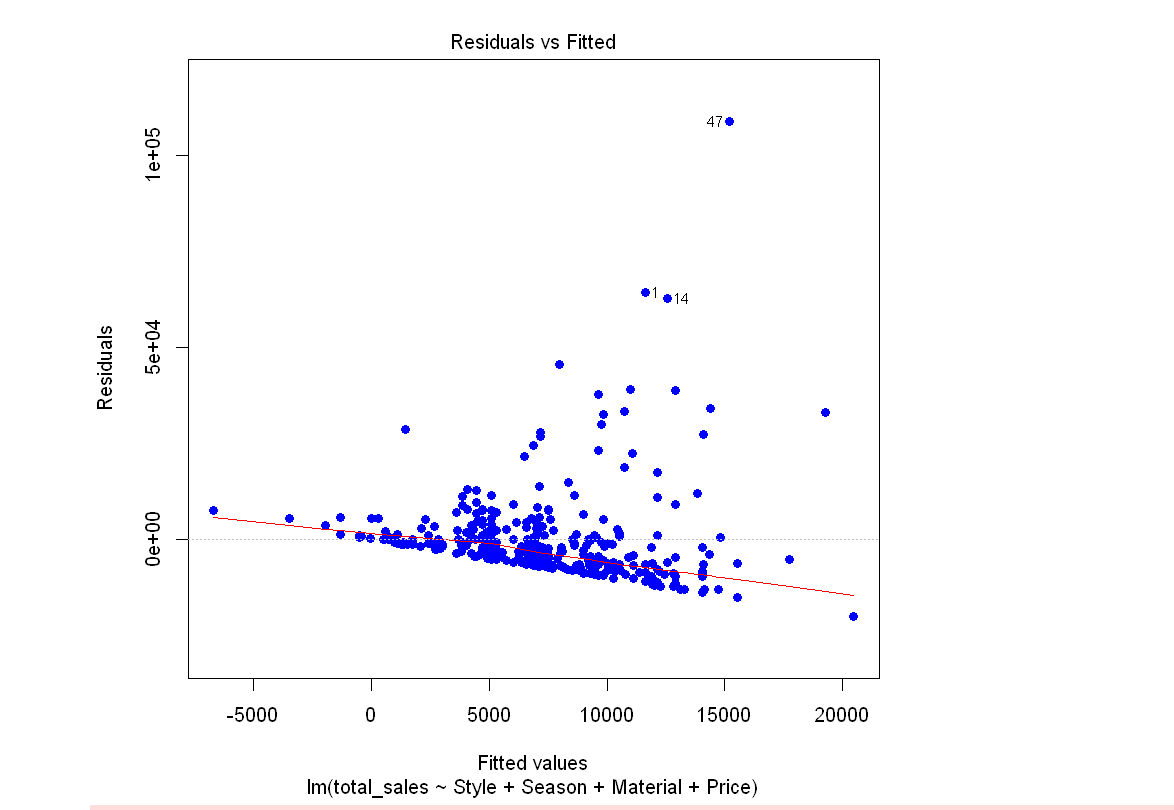 Residuals vs Fitted
1e+05
5e+04
0e+00
Residuals
47
1
14
-5000 0 5000 10000 15000 20000
Fitted values
lm(total_sales ~ Style + Season + Material + Price)